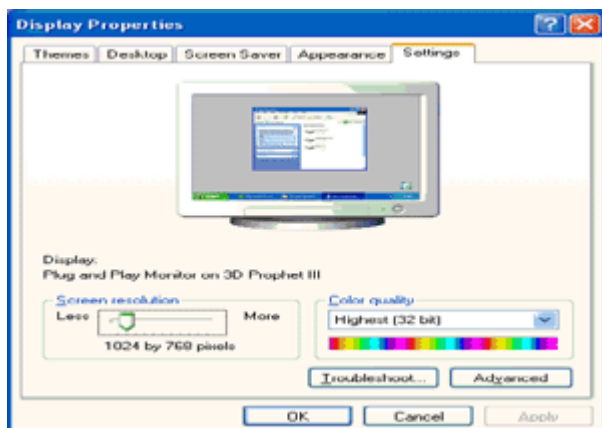 Display Properties
Themes Desktop Screen Saver Appearance Settings
Display:
Plug and Play Monitor on 3D Prophet III
Screen resolution
Less More
1024 by 768 pixels
Color quality
Highest (32 bit)
Troubleshoot... Advanced
OK Cancel Apply